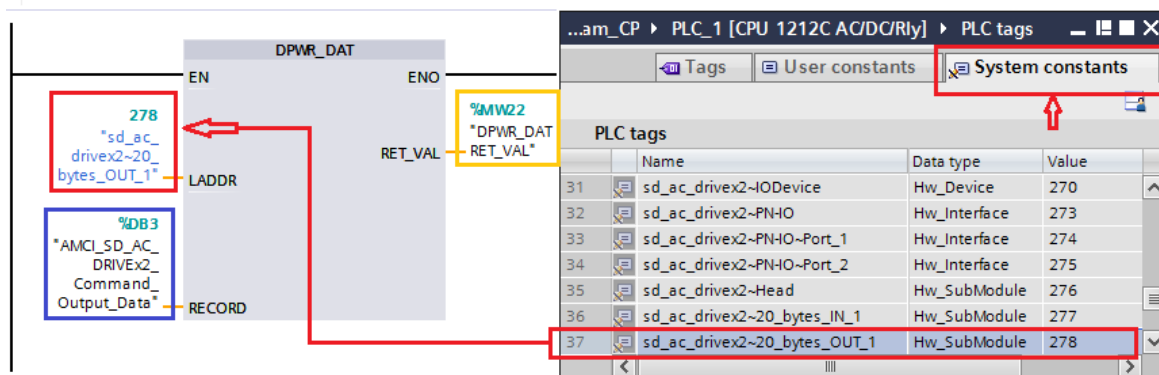 DPWR_DAT
EN
ENO
278
"sd_ac_
drivex2~20_
bytes_OUT_1"
LADDR
%MW22
"DPWR_DAT
RET_VAL"
RET_VAL
%DB3
"AMCI_SD_AC_
DRIVEx2_
Command_
Output_Data"
RECORD
...am_CP ▸ PLC_1 [CPU 1212C AC/DC/Rly] ▸ PLC tags
Tags
User constants
System constants
PLC tags
Name Data type Value
31 sd_ac_drivex2~IODevice Hw_Device 270
32 sd_ac_drivex2~PN-IO Hw_Interface 273
33 sd_ac_drivex2~PN-IO~Port_1 Hw_Interface 274
34 sd_ac_drivex2~PN-IO~Port_2 Hw_Interface 275
35 sd_ac_drivex2~Head Hw_SubModule 276
36 sd_ac_drivex2~20_bytes_IN_1 Hw_SubModule 277
37 sd_ac_drivex2~20_bytes_OUT_1 Hw_SubModule 278